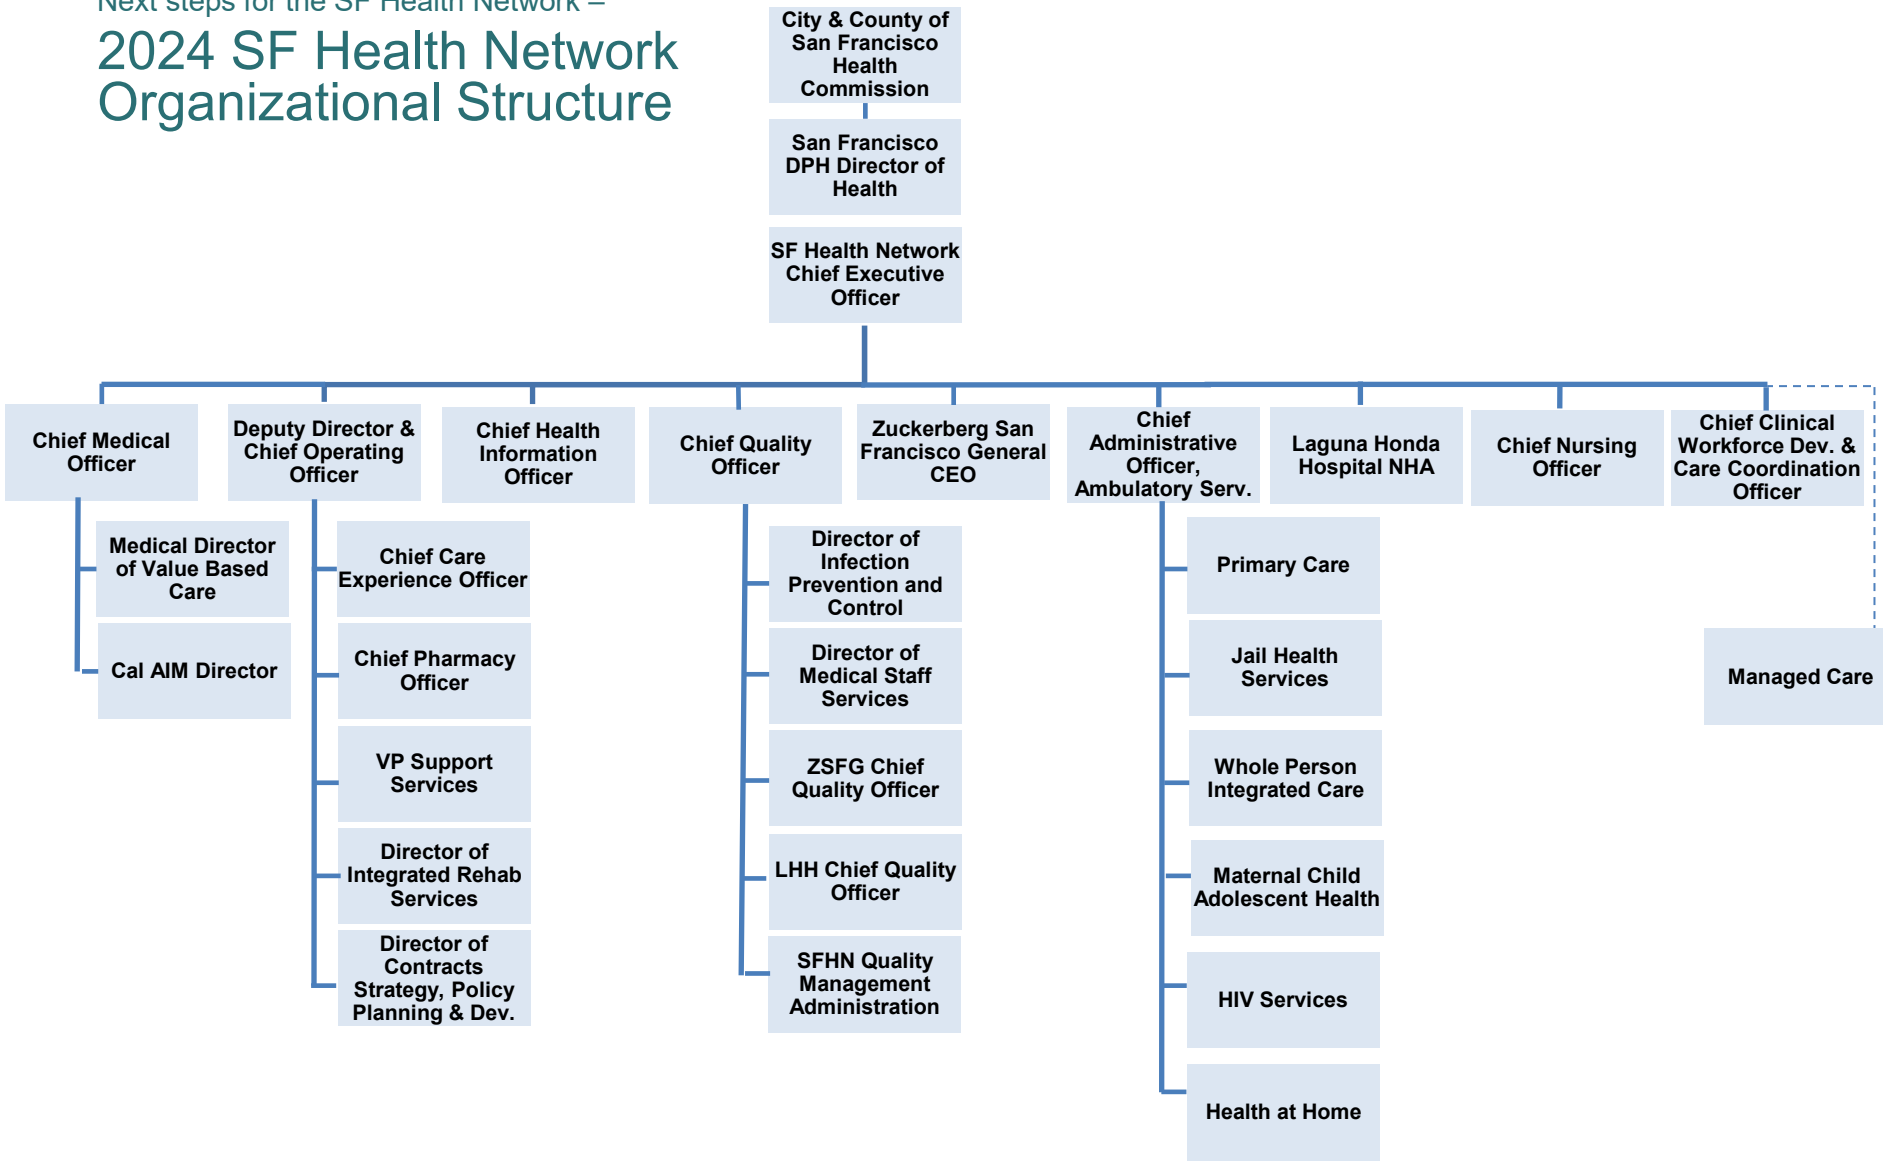 Next steps for the SF Health Network –
2024 SF Health Network
Organizational Structure
City & County of
San Francisco
Health
Commission
San Francisco
DPH Director of
Health
SF Health Network
Chief Executive
Officer
Chief Medical
Officer
Deputy Director &
Chief Operating
Officer
Chief Health
Information
Officer
Chief Quality
Officer
Zuckerberg San
Francisco General
CEO
Chief
Administrative
Officer,
Ambulatory Serv.
Laguna Honda
Hospital NHA
Chief Nursing
Officer
Chief Clinical
Workforce Dev. &
Care Coordination
Officer
Medical Director
of Value Based
Care
Cal AIM Director
Chief Care
Experience Officer
Chief Pharmacy
Officer
VP Support
Services
Director of
Integrated Rehab
Services
Director of
Contracts
Strategy, Policy
Planning & Dev.
Director of
Infection
Prevention and
Control
Director of
Medical Staff
Services
ZSFG Chief
Quality Officer
LHH Chief Quality
Officer
SFHN Quality
Management
Administration
Primary Care
Jail Health
Services
Whole Person
Integrated Care
Maternal Child
Adolescent Health
HIV Services
Health at Home
Managed Care